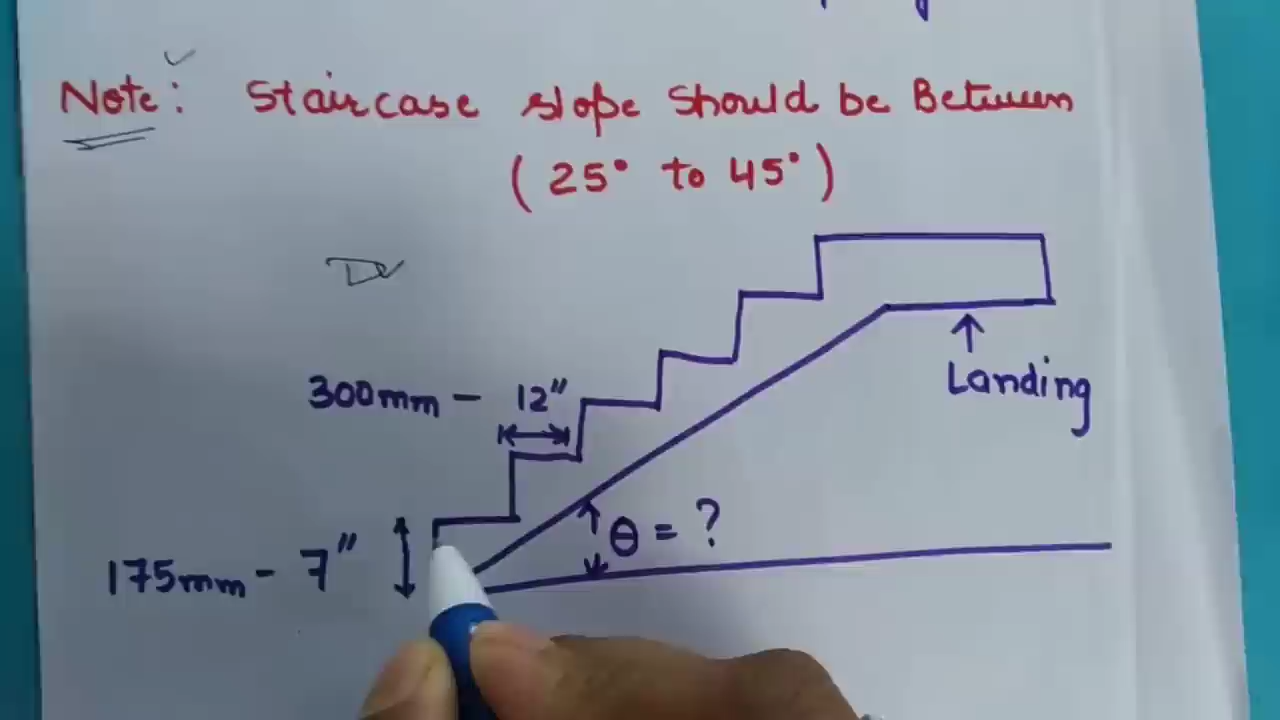 Note: Staircase slope should be Between
(25° to 45°)
300mm - 12"
Landing
θ = ?
175mm - 7"